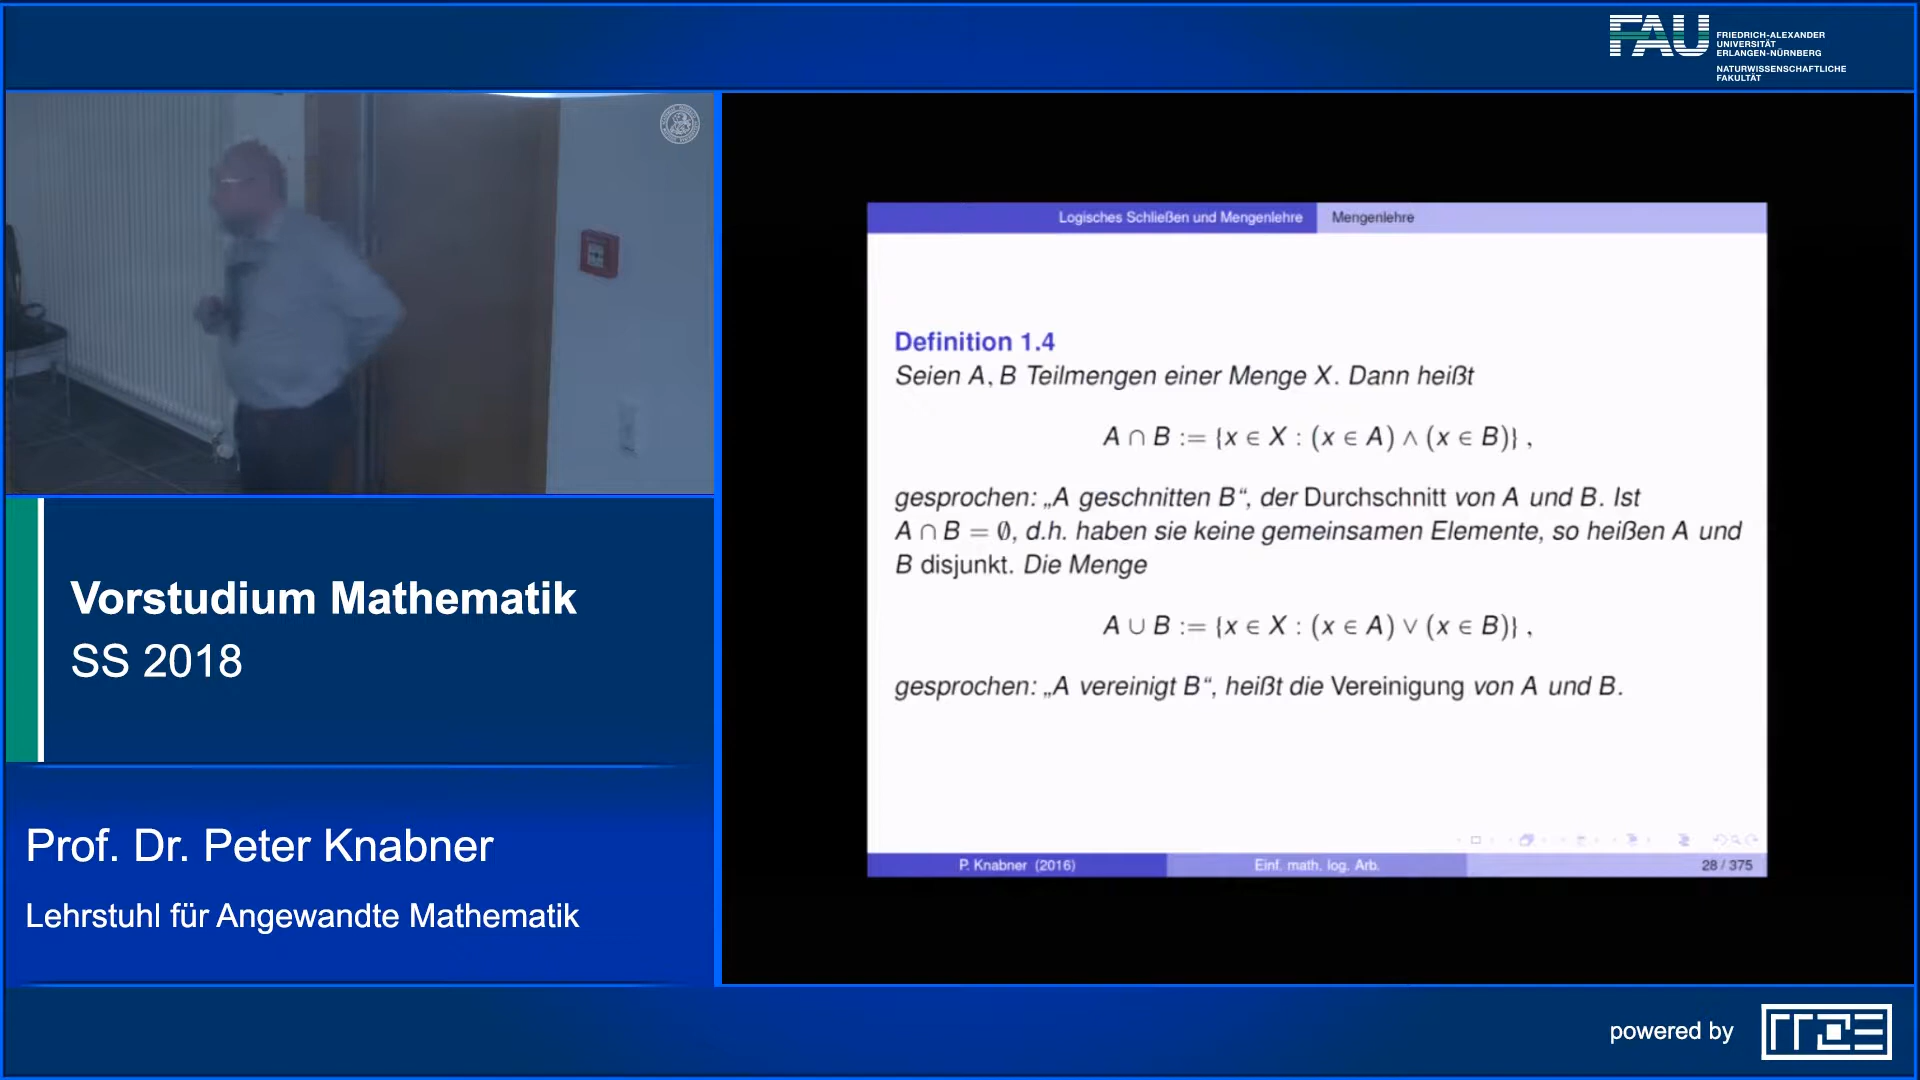 FAU
FRIEDRICH-ALEXANDER
UNIVERSITÄT
ERLANGEN-NÜRNBERG
NATURWISSENSCHAFTLICHE
FAKULTÄT
Logisches Schließen und Mengenlehre Mengenlehre
Definition 1.4
Seien A, B Teilmengen einer Menge X. Dann heißt
A ∩ B := {x ∈ X : (x ∈ A) ∧ (x ∈ B)} ,
gesprochen: „A geschnitten B“, der Durchschnitt von A und B. Ist
A ∩ B = ∅, d.h. haben sie keine gemeinsamen Elemente, so heißen A und
B disjunkt. Die Menge
A ∪ B := {x ∈ X : (x ∈ A) ∨ (x ∈ B)} ,
gesprochen: „A vereinigt B“, heißt die Vereinigung von A und B.
P. Knabner (2016) Einf. math. log. Arb. 28 / 375
Vorstudium Mathematik
SS 2018
Prof. Dr. Peter Knabner
Lehrstuhl für Angewandte Mathematik
powered by